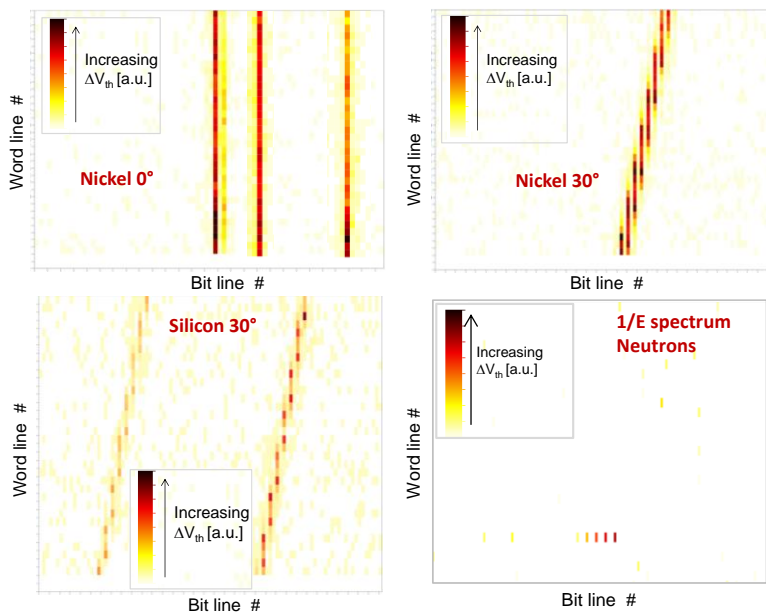 Increasing
ΔVth [a.u.]
Nickel 0°
Word line #
Bit line #
Increasing
ΔVth [a.u.]
Nickel 30°
Word line #
Bit line #
Silicon 30°
Increasing
ΔVth [a.u.]
Word line #
Bit line #
1/E spectrum
Neutrons
Increasing
ΔVth [a.u.]
Word line #
Bit line #